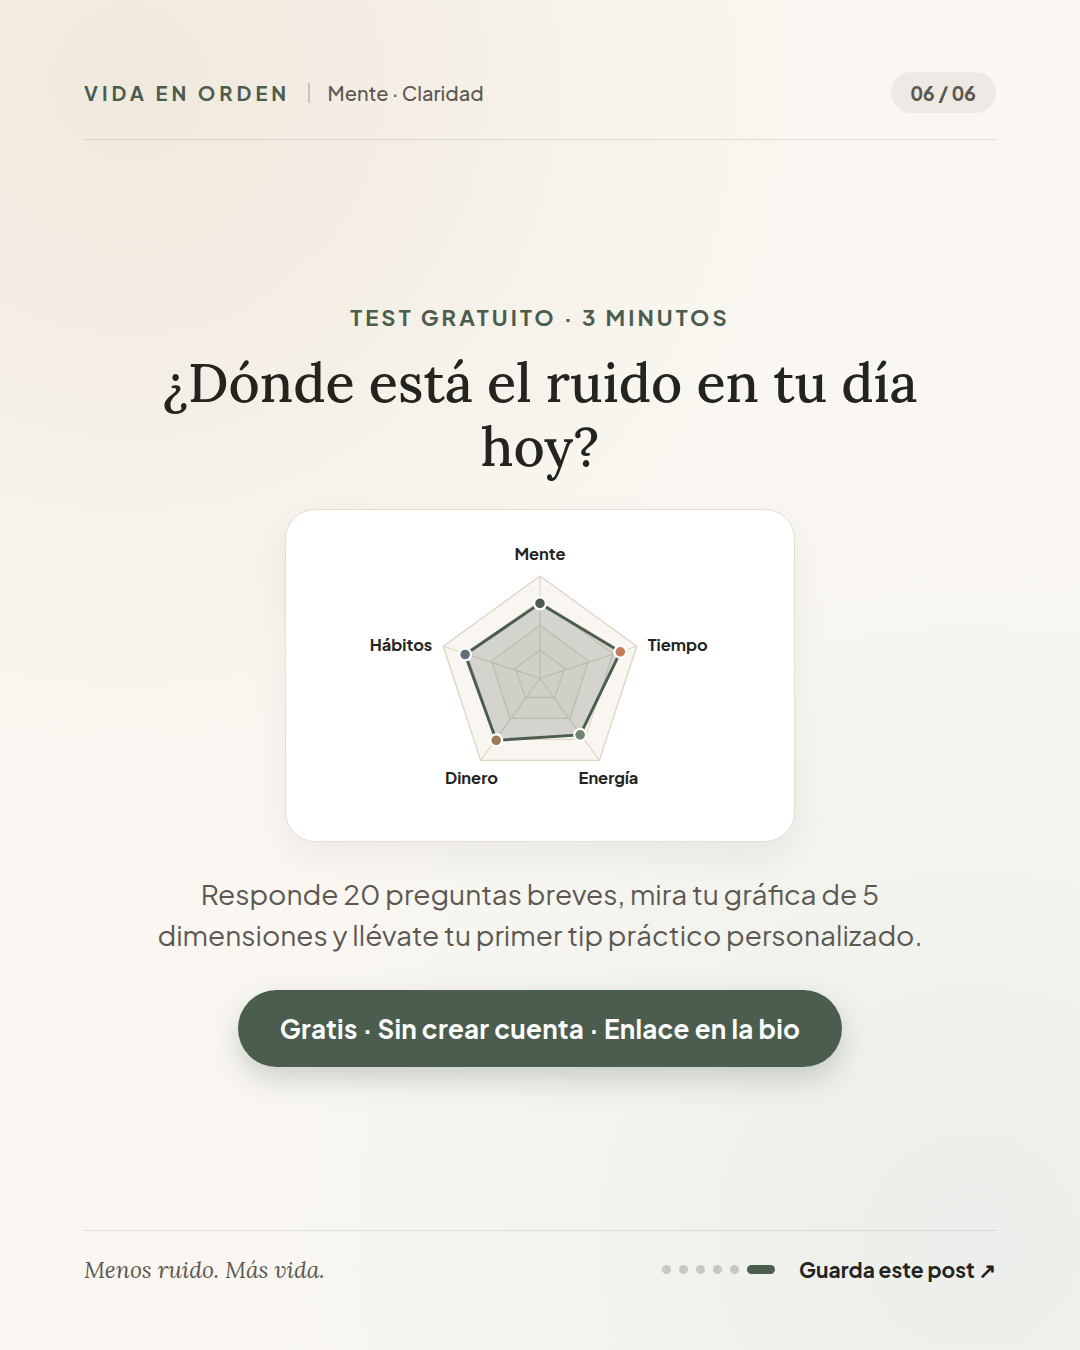 VIDA EN ORDEN | Mente · Claridad
06 / 06
TEST GRATUITO · 3 MINUTOS
¿Dónde está el ruido en tu día
hoy?
Mente
Hábitos
Tiempo
Dinero
Energía
Responde 20 preguntas breves, mira tu gráfica de 5
dimensiones y llévate tu primer tip práctico personalizado.
Gratis · Sin crear cuenta · Enlace en la bio
Menos ruido. Más vida.
Guarda este post ↗